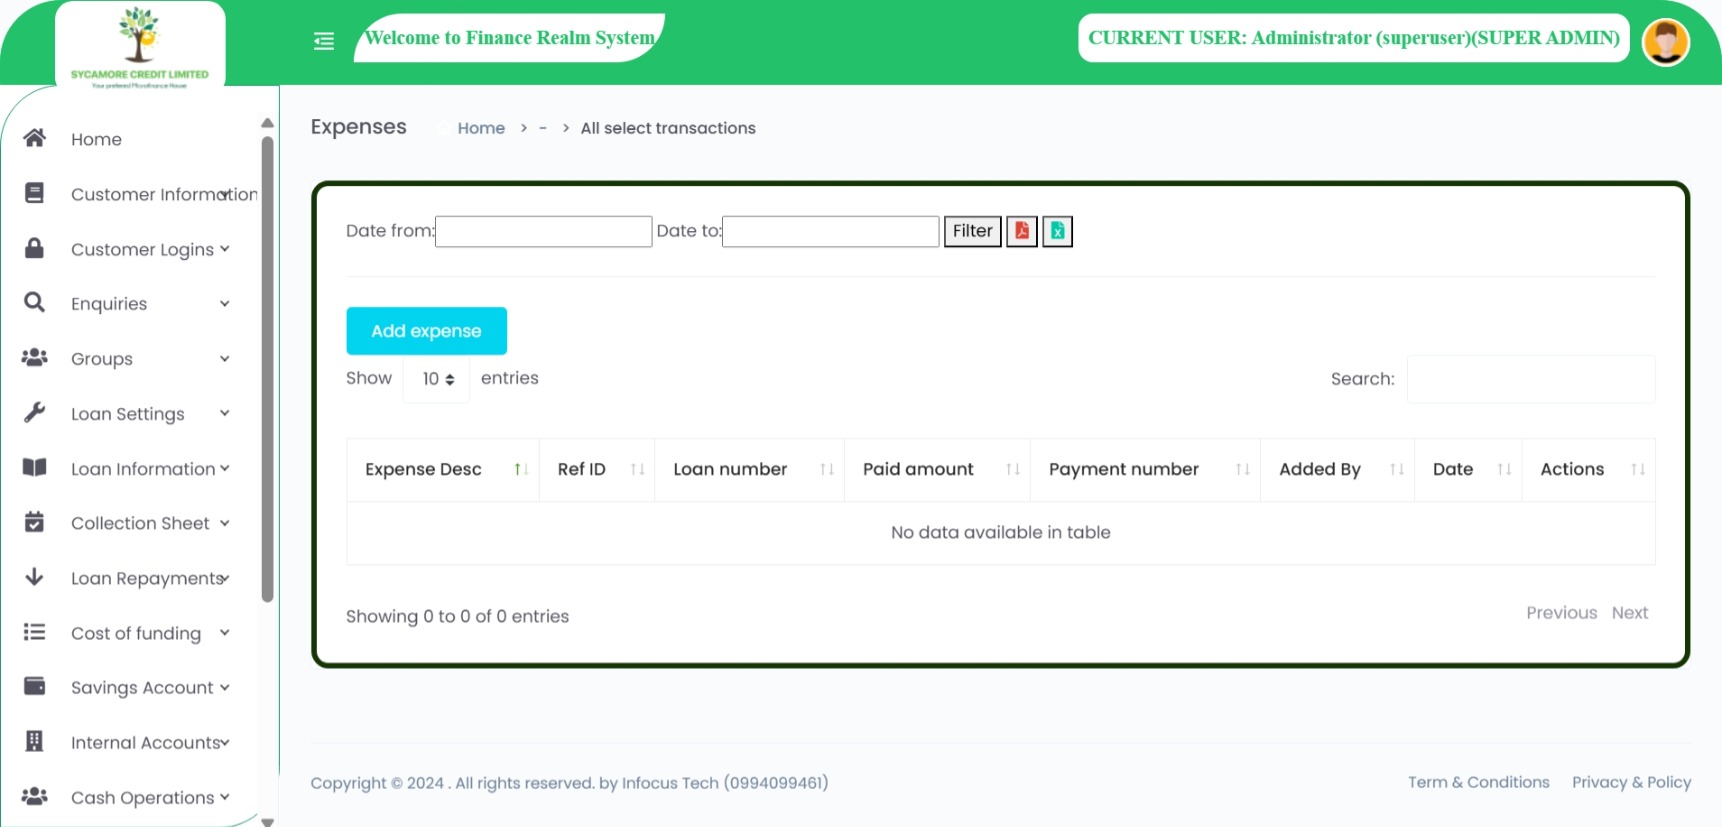 SYCAMORE CREDIT LIMITED
Your preferred Microfinance House
Welcome to Finance Realm System
CURRENT USER: Administrator (superuser)(SUPER ADMIN)
Home
Customer Information
Customer Logins
Enquiries
Groups
Loan Settings
Loan Information
Collection Sheet
Loan Repayments
Cost of funding
Savings Account
Internal Accounts
Cash Operations
Expenses Home > - > All select transactions
Date from: Date to: Filter
Add expense
Show 10 entries Search:
Expense Desc Ref ID Loan number Paid amount Payment number Added By Date Actions
No data available in table
Showing 0 to 0 of 0 entries Previous Next
Copyright © 2024 . All rights reserved. by Infocus Tech (0994099461) Term & Conditions Privacy & Policy